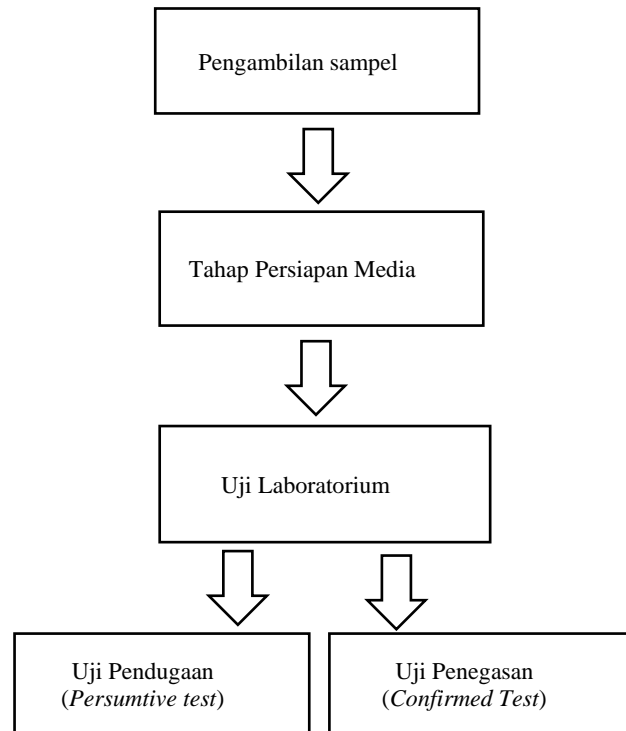 Pengambilan sampel
Tahap Persiapan Media
Uji Laboratorium
Uji Pendugaan
(Persumtive test)
Uji Penegasan
(Confirmed Test)